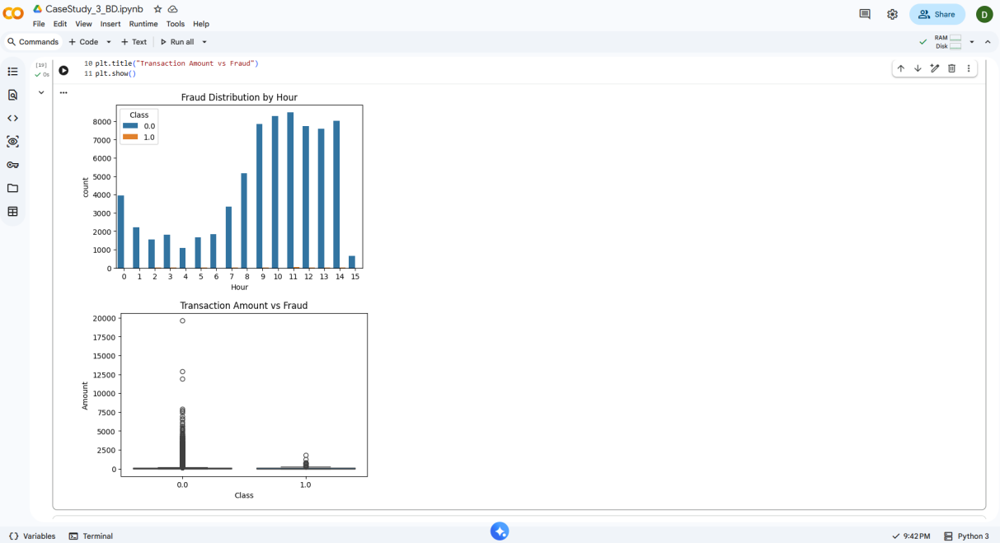 CaseStudy_3_BD.ipynb
File Edit View Insert Runtime Tools Help
Share
D
Commands + Code + Text Run all
RAM
Disk
[19]
0s
10 plt.title("Transaction Amount vs Fraud")
11 plt.show()
Fraud Distribution by Hour
Class
0.0
1.0
8000
7000
6000
5000
4000
3000
2000
1000
0
count
0 1 2 3 4 5 6 7 8 9 10 11 12 13 14 15
Hour
Transaction Amount vs Fraud
20000
17500
15000
12500
10000
7500
5000
2500
0
Amount
0.0 1.0
Class
Variables Terminal
9:42 PM Python 3